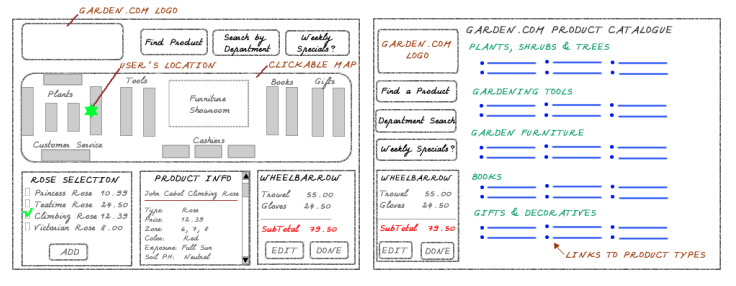 GARDEN.COM LOGO
Find Product
Search by
Department
Weekly
Specials?
USER'S LOCATION
CLICKABLE MAP
Plants
Tools
Furniture
Showroom
Books
Gifts
Customer Service
Cashiers
ROSE SELECTION
Princess Rose 10.99
Teatime Rose 24.50
Climbing Rose 12.39
Victorian Rose 8.00
ADD
PRODUCT INFO
John Cabol Climbing Rose
Type: Rose
Price: 12.39
Zone: 6, 7, 8
Color: Red
Exposure: Full Sun
Soil PH: Neutral
WHEELBARROW
Trowel 55.00
Gloves 24.50
SubTotal 79.50
EDIT DONE
GARDEN.COM
LOGO
Find a Product
Department Search
Weekly Specials?
WHEELBARROW
Trowel 55.00
Gloves 24.50
SubTotal 79.50
EDIT DONE
GARDEN.COM PRODUCT CATALOGUE
PLANTS, SHRUBS & TREES
GARDENING TOOLS
GARDEN FURNITURE
BOOKS
GIFTS & DECORATIVES
LINKS TO PRODUCT TYPES